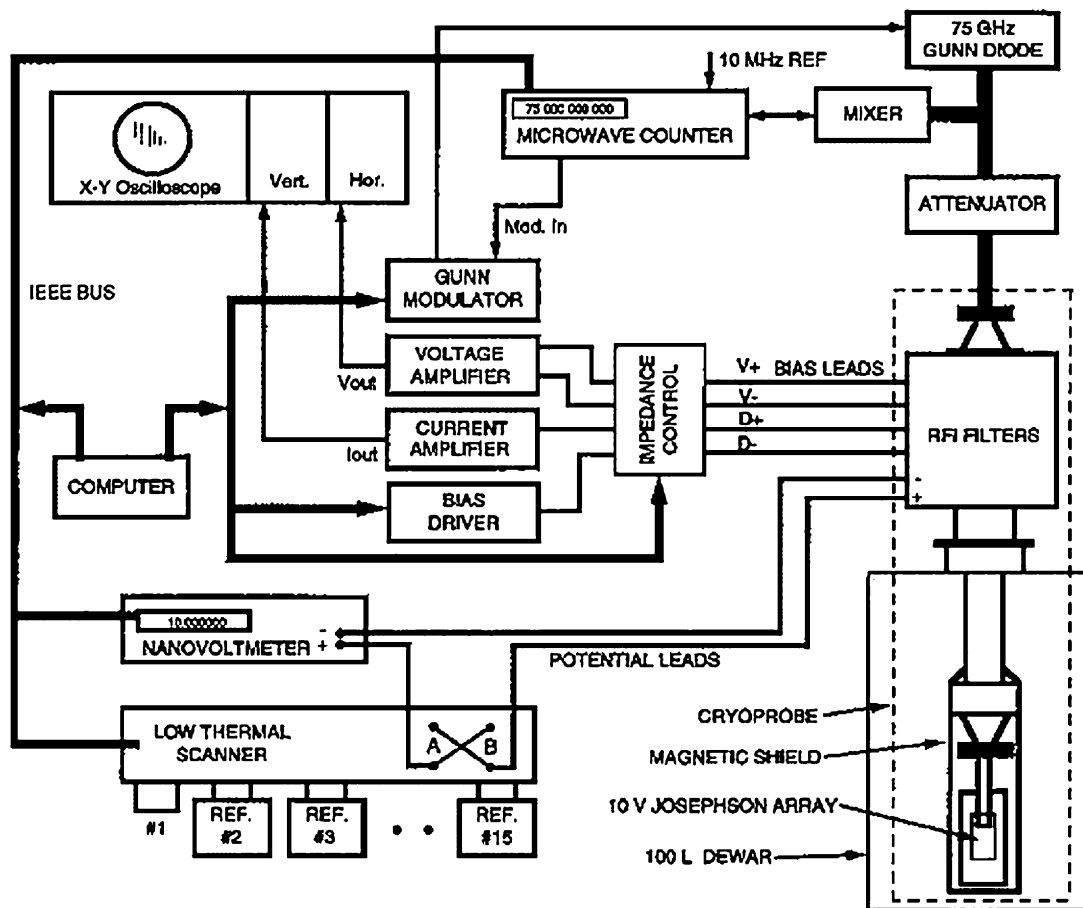 75 GHz
GUNN DIODE
10 MHz REF
75 000 000 000
MICROWAVE COUNTER
MIXER
X-Y Oscilloscope
Vert.
Hor.
ATTENUATOR
Mod. In
IEEE BUS
GUNN
MODULATOR
VOLTAGE
AMPLIFIER
Vout
IMPEDANCE
CONTROL
V+
BIAS LEADS
V-
D+
D-
RFI FILTERS
-
+
CURRENT
AMPLIFIER
Iout
COMPUTER
BIAS
DRIVER
10.000000
NANOVOLTMETER
-
+
POTENTIAL LEADS
LOW THERMAL
SCANNER
A
B
CRYOPROBE
MAGNETIC SHIELD
10 V JOSEPHSON ARRAY
100 L DEWAR
#1
REF.
#2
REF.
#3
• •
REF.
#15